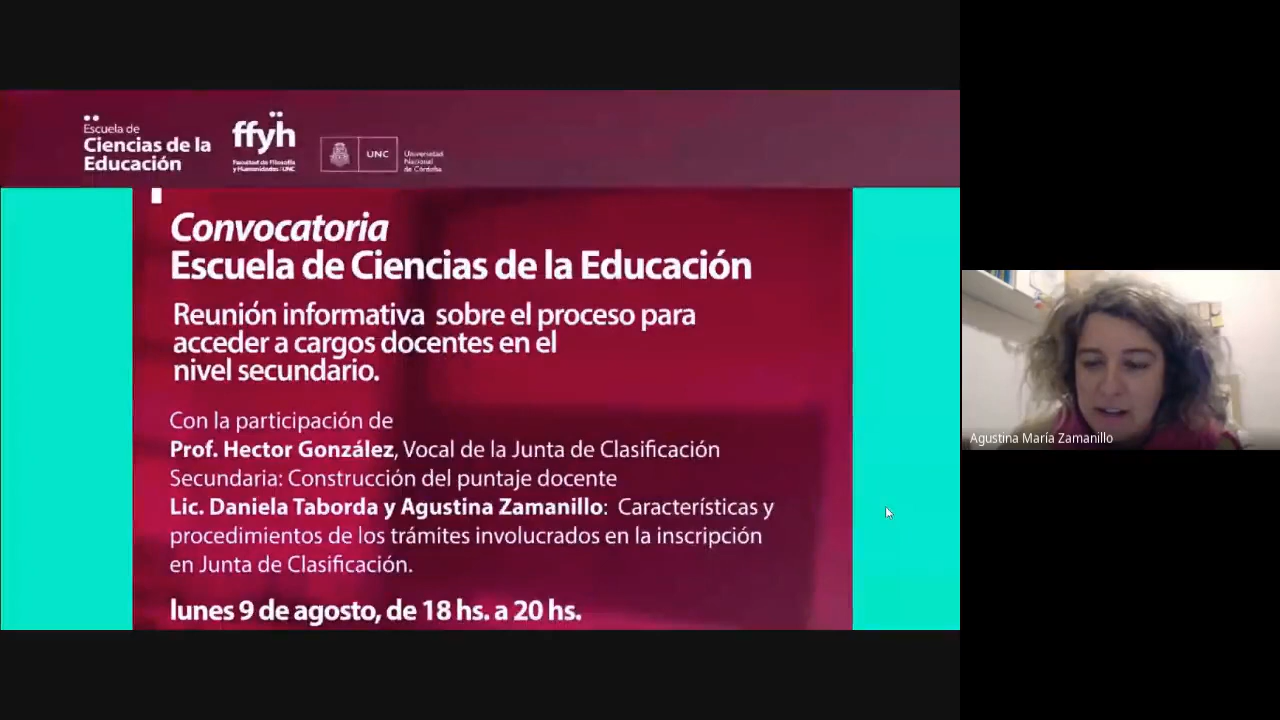 Escuela de
Ciencias de la
Educación
ffyh
Facultad de Filosofía
y Humanidades | UNC
UNC
Universidad
Nacional
de Córdoba
Convocatoria
Escuela de Ciencias de la Educación
Reunión informativa sobre el proceso para
acceder a cargos docentes en el
nivel secundario.
Con la participación de
Prof. Hector González, Vocal de la Junta de Clasificación
Secundaria: Construcción del puntaje docente
Lic. Daniela Taborda y Agustina Zamanillo: Características y
procedimientos de los trámites involucrados en la inscripción
en Junta de Clasificación.
lunes 9 de agosto, de 18 hs. a 20 hs.
Agustina María Zamanillo